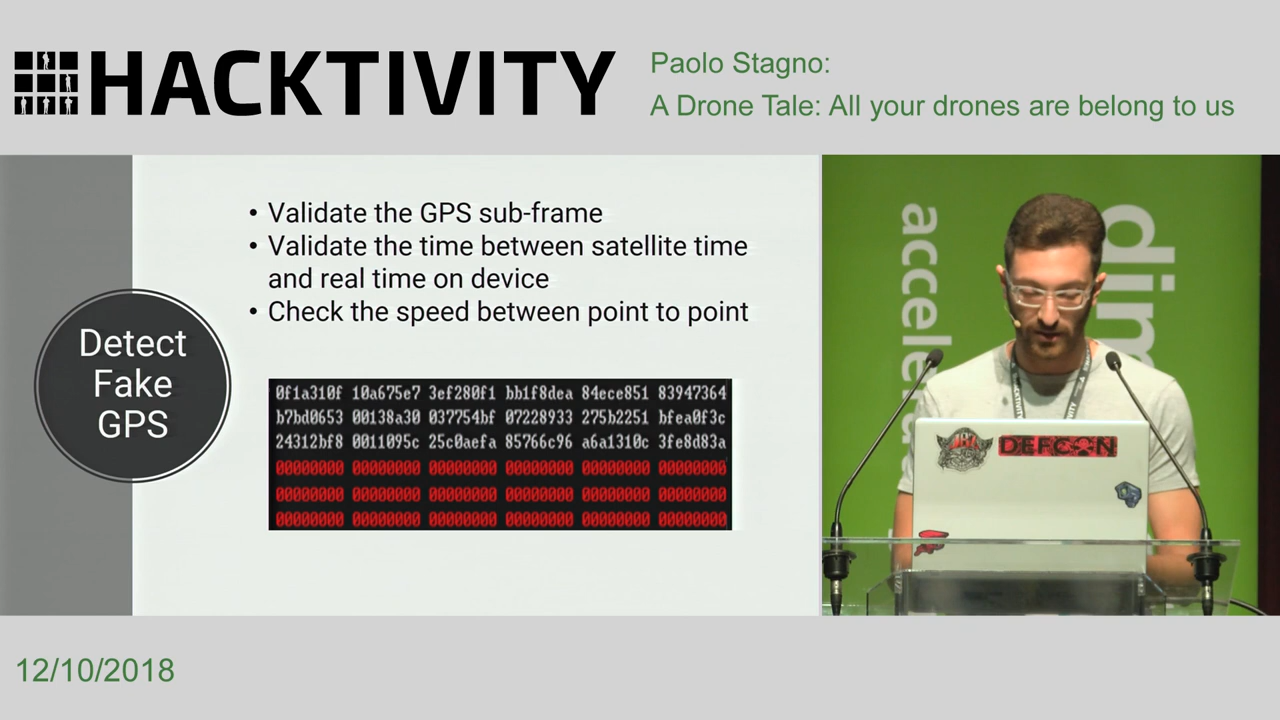 HACKTIVITY
Paolo Stagno:
A Drone Tale: All your drones are belong to us
Detect
Fake
GPS
• Validate the GPS sub-frame
• Validate the time between satellite time
and real time on device
• Check the speed between point to point
0f1a310f 10a675e7 3ef280f1 bb1f8dea 84ece851 83947364
b7bd0653 00138a30 037754bf 07228933 275b2251 bfea0f3c
24312bf8 0011095c 25c0aefa 85766c96 a6a1310c 3fe8d83a
00000000 00000000 00000000 00000000 00000000 00000000
00000000 00000000 00000000 00000000 00000000 00000000
00000000 00000000 00000000 00000000 00000000 00000000
DEFCON
12/10/2018